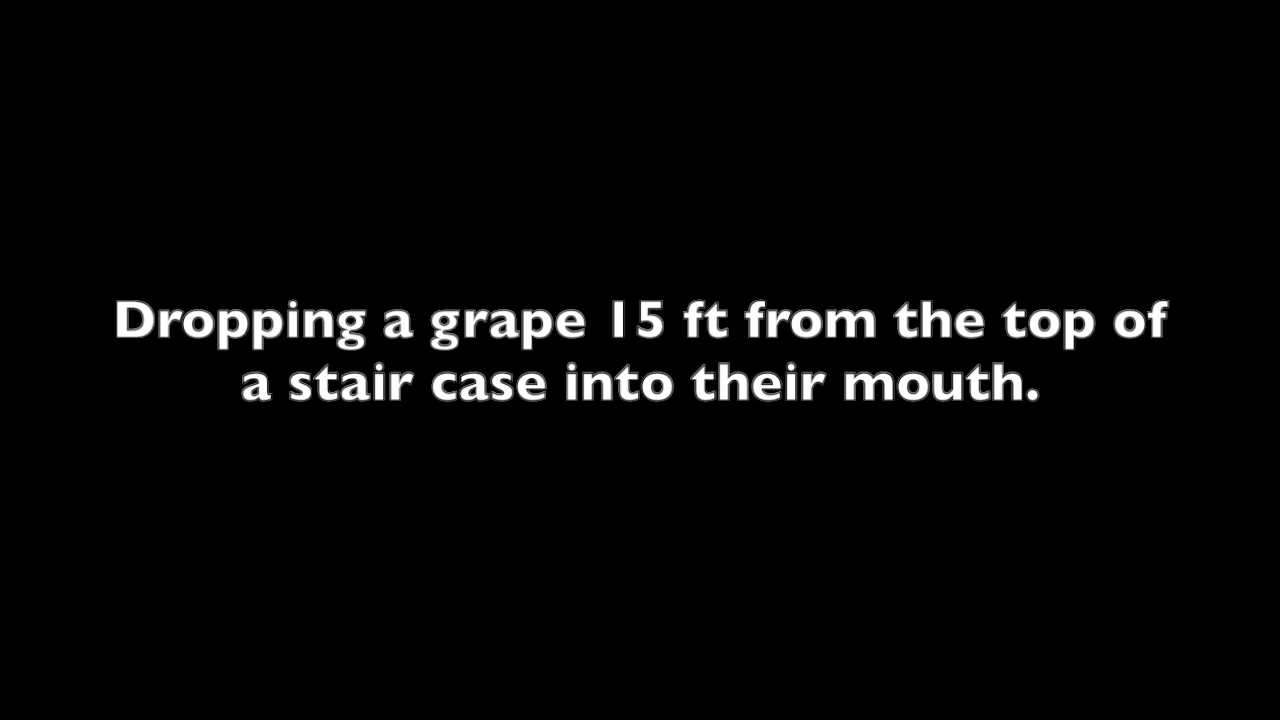 Dropping a grape 15 ft from the top of
a stair case into their mouth.